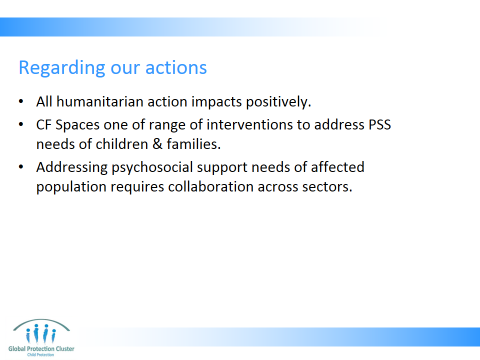 Regarding our actions
• All humanitarian action impacts positively.
• CF Spaces one of range of interventions to address PSS
needs of children & families.
• Addressing psychosocial support needs of affected
population requires collaboration across sectors.
Global Protection Cluster
Child Protection